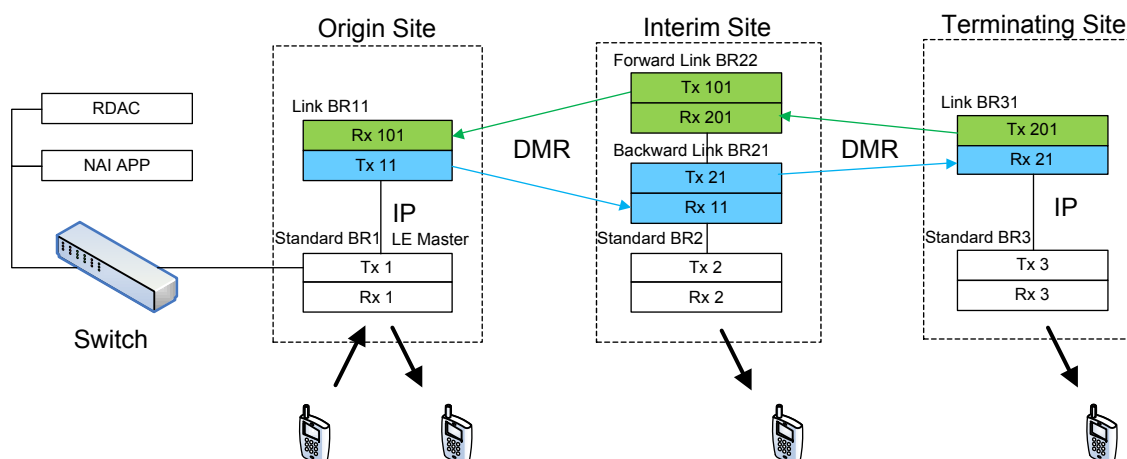 Origin Site
Interim Site
Terminating Site
RDAC
NAI APP
Switch
Link BR11
Rx 101
Tx 11
IP
Standard BR1
LE Master
Tx 1
Rx 1
DMR
Forward Link BR22
Tx 101
Rx 201
Backward Link BR21
Tx 21
Rx 11
Standard BR2
Tx 2
Rx 2
DMR
Link BR31
Tx 201
Rx 21
IP
Standard BR3
Tx 3
Rx 3